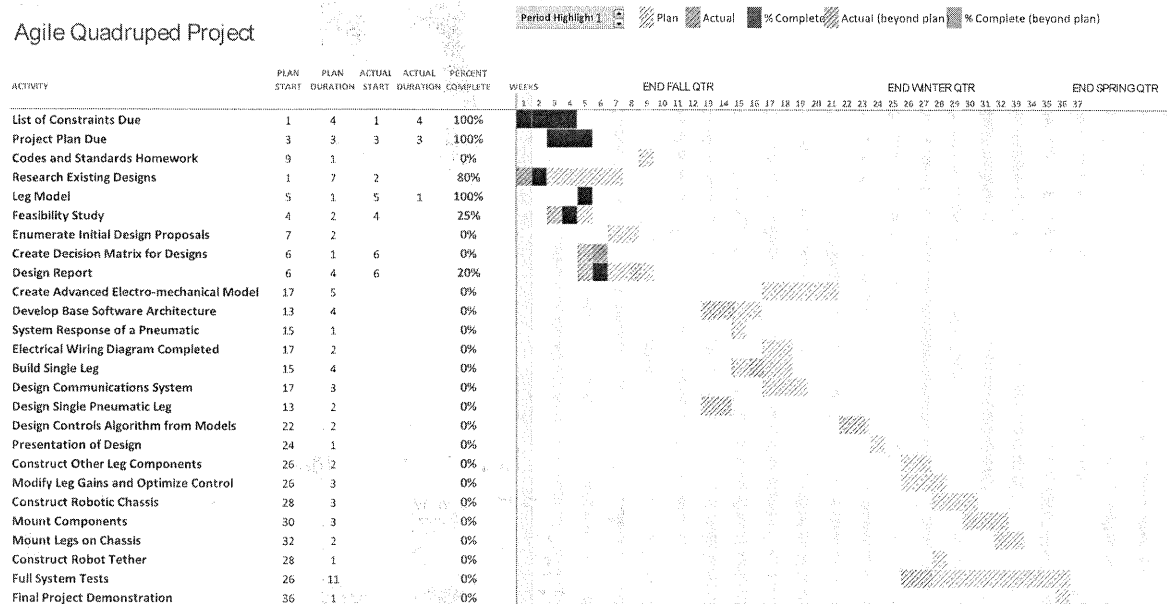 Period Highlight: 1 Plan Actual % Complete Actual (beyond plan) % Complete (beyond plan)
Agile Quadruped Project
PLAN PLAN ACTUAL ACTUAL PERCENT
ACTIVITY START DURATION START DURATION COMPLETE WEEKS END FALL QTR END WINTER QTR END SPRING QTR
1 2 3 4 5 6 7 8 9 10 11 12 13 14 15 16 17 18 19 20 21 22 23 24 25 26 27 28 29 30 31 32 33 34 35 36 37
List of Constraints Due 1 4 1 4 100%
Project Plan Due 3 3 3 3 100%
Codes and Standards Homework 9 1 0%
Research Existing Designs 1 7 2 80%
Leg Model 5 1 5 1 100%
Feasibility Study 4 2 4 25%
Enumerate Initial Design Proposals 7 2 0%
Create Decision Matrix for Designs 6 1 6 0%
Design Report 6 4 6 20%
Create Advanced Electro-mechanical Model 17 5 0%
Develop Base Software Architecture 13 4 0%
System Response of a Pneumatic 15 1 0%
Electrical Wiring Diagram Completed 17 2 0%
Build Single Leg 15 4 0%
Design Communications System 17 3 0%
Design Single Pneumatic Leg 13 2 0%
Design Controls Algorithm from Models 22 2 0%
Presentation of Design 24 1 0%
Construct Other Leg Components 26 2 0%
Modify Leg Gains and Optimize Control 26 3 0%
Construct Robotic Chassis 28 3 0%
Mount Components 30 3 0%
Mount Legs on Chassis 32 2 0%
Construct Robot Tether 28 1 0%
Full System Tests 26 11 0%
Final Project Demonstration 36 1 0%